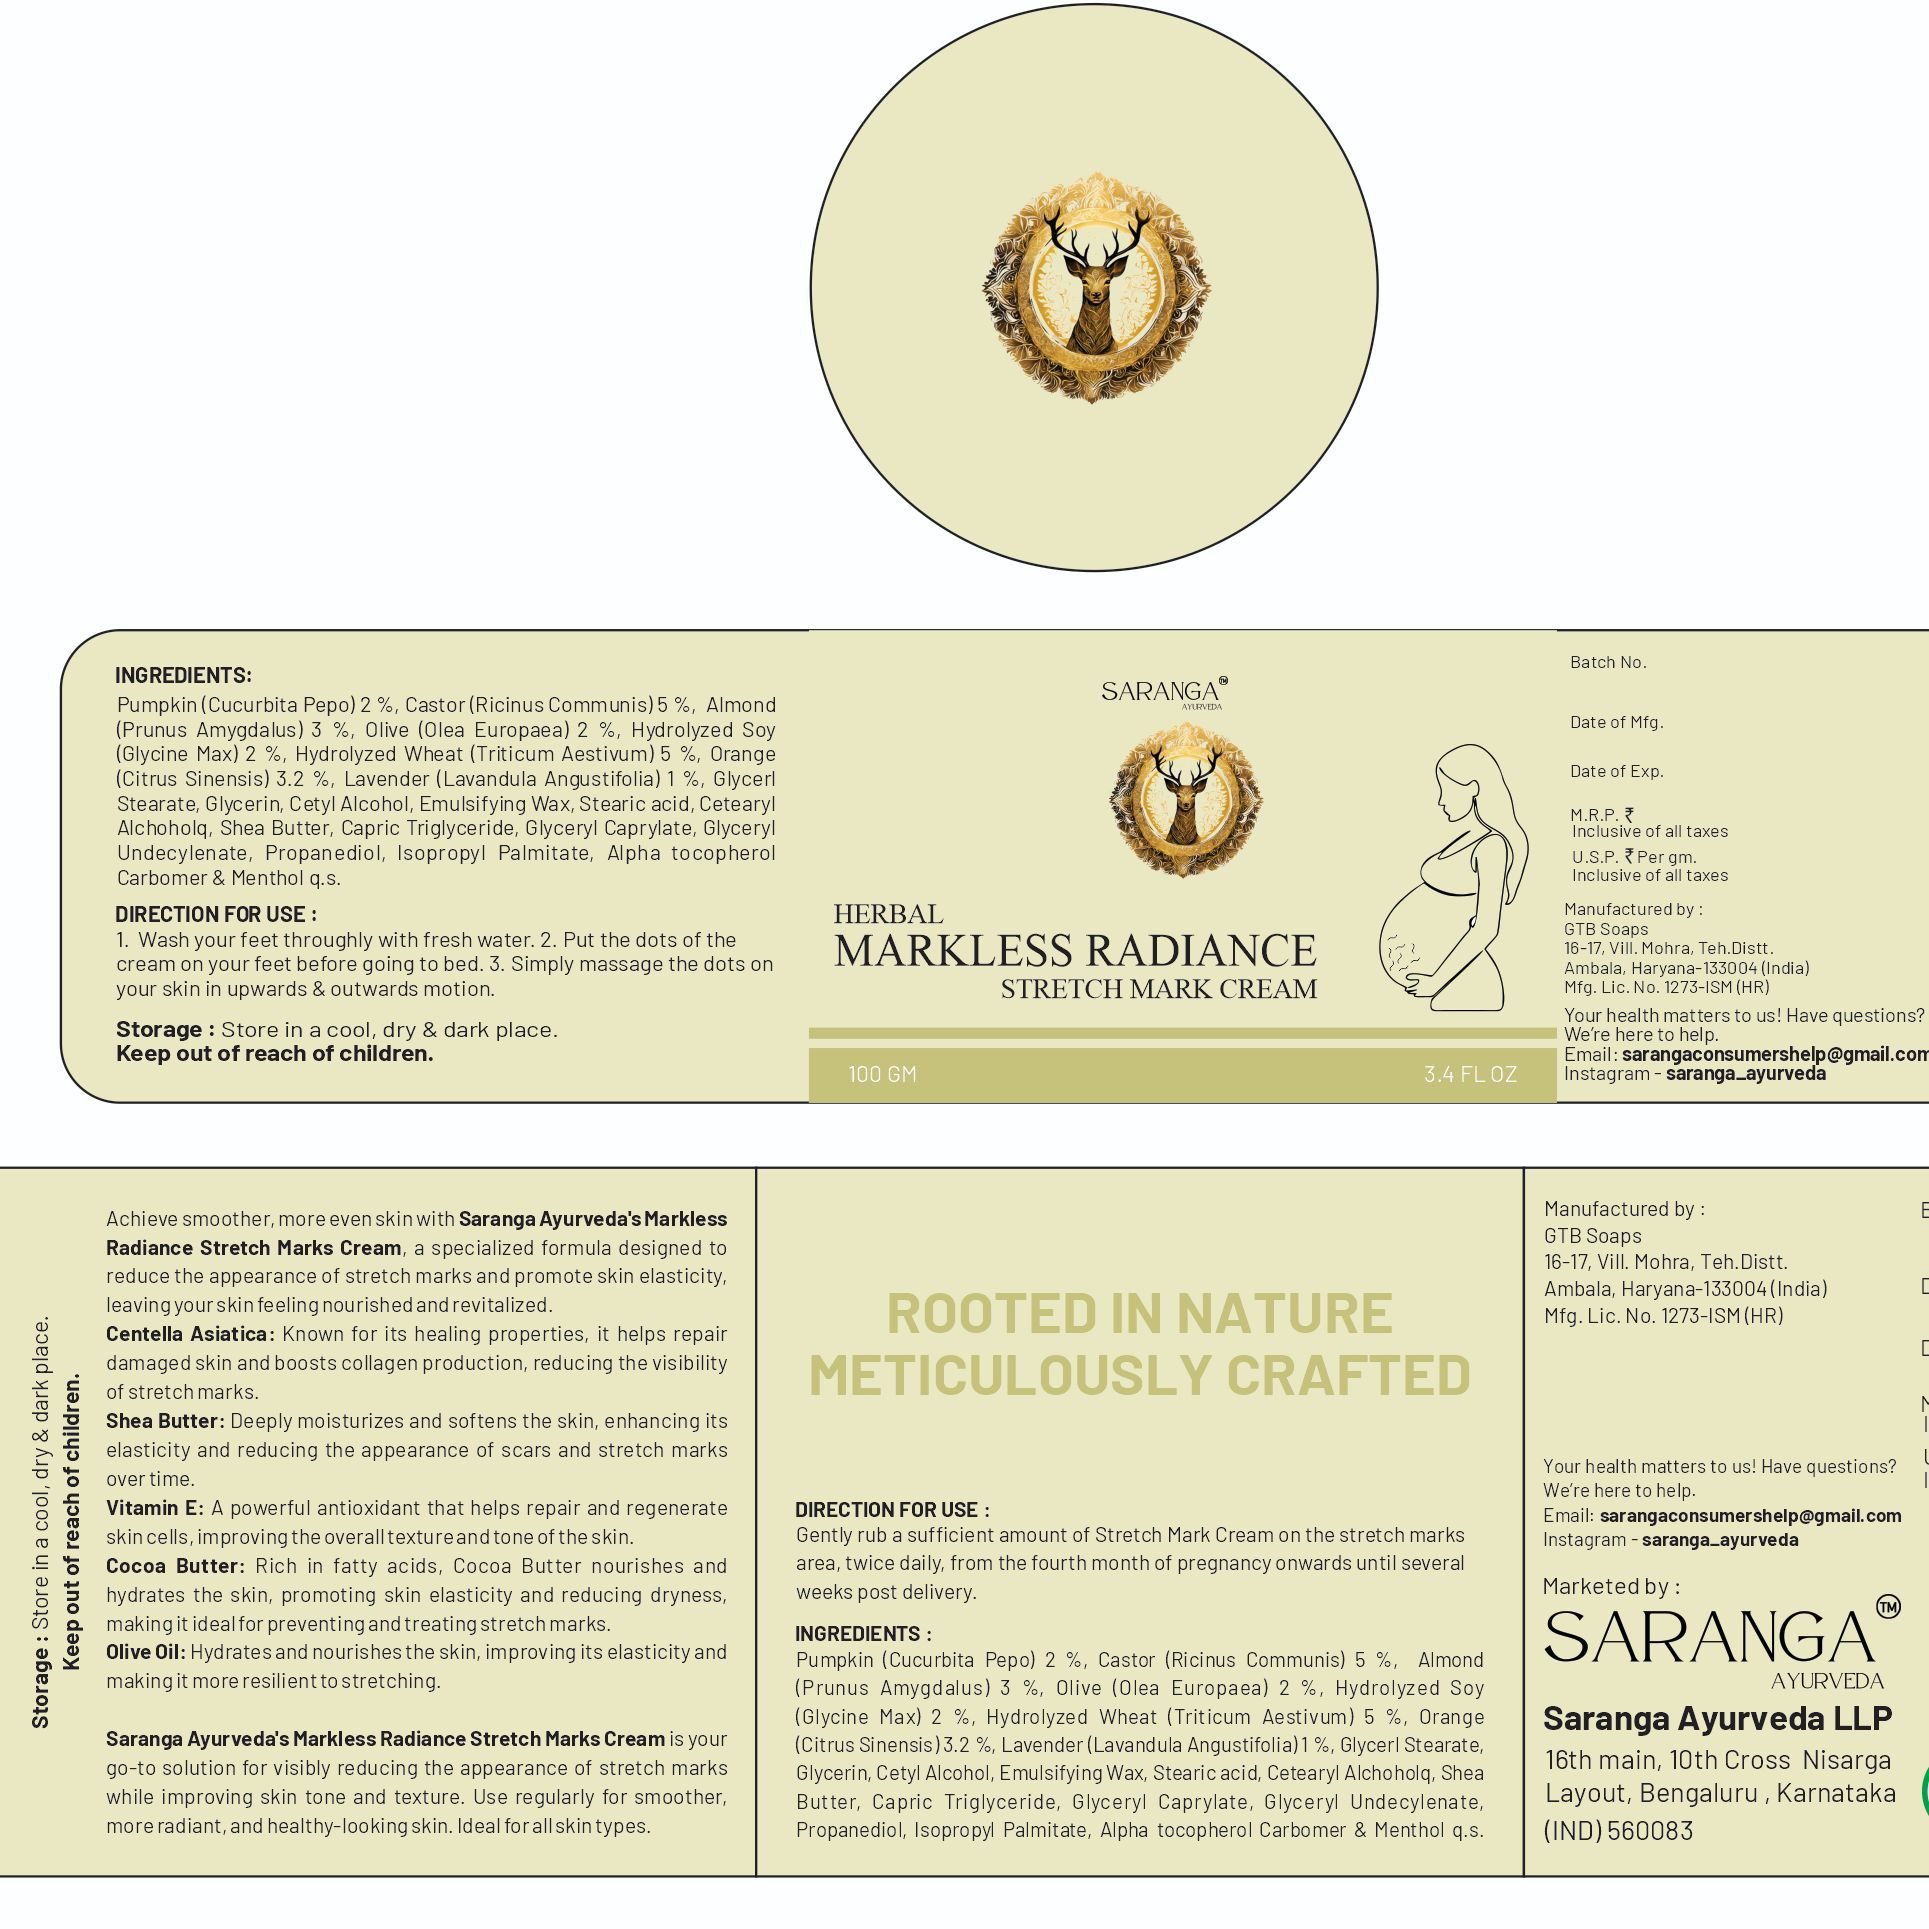 INGREDIENTS:
Pumpkin (Cucurbita Pepo) 2 %, Castor (Ricinus Communis) 5 %, Almond
(Prunus Amygdalus) 3 %, Olive (Olea Europaea) 2 %, Hydrolyzed Soy
(Glycine Max) 2 %, Hydrolyzed Wheat (Triticum Aestivum) 5 %, Orange
(Citrus Sinensis) 3.2 %, Lavender (Lavandula Angustifolia) 1 %, Glycerl
Stearate, Glycerin, Cetyl Alcohol, Emulsifying Wax, Stearic acid, Cetearyl
Alchoholq, Shea Butter, Capric Triglyceride, Glyceryl Caprylate, Glyceryl
Undecylenate, Propanediol, Isopropyl Palmitate, Alpha tocopherol
Carbomer & Menthol q.s.
DIRECTION FOR USE :
1. Wash your feet throughly with fresh water. 2. Put the dots of the
cream on your feet before going to bed. 3. Simply massage the dots on
your skin in upwards & outwards motion.
Storage : Store in a cool, dry & dark place.
Keep out of reach of children.
SARANGA TM
AYURVEDA
HERBAL
MARKLESS RADIANCE
STRETCH MARK CREAM
100 GM
3.4 FL OZ
Batch No.
Date of Mfg.
Date of Exp.
M.R.P. ₹
Inclusive of all taxes
U.S.P. ₹ Per gm.
Inclusive of all taxes
Manufactured by :
GTB Soaps
16-17, Vill. Mohra, Teh.Distt.
Ambala, Haryana-133004 (India)
Mfg. Lic. No. 1273-ISM (HR)
Your health matters to us! Have questions?
We're here to help.
Email: sarangaconsumershelp@gmail.com
Instagram - saranga_ayurveda
Storage : Store in a cool, dry & dark place.
Keep out of reach of children.
Achieve smoother, more even skin with Saranga Ayurveda's Markless
Radiance Stretch Marks Cream, a specialized formula designed to
reduce the appearance of stretch marks and promote skin elasticity,
leaving your skin feeling nourished and revitalized.
Centella Asiatica: Known for its healing properties, it helps repair
damaged skin and boosts collagen production, reducing the visibility
of stretch marks.
Shea Butter: Deeply moisturizes and softens the skin, enhancing its
elasticity and reducing the appearance of scars and stretch marks
over time.
Vitamin E: A powerful antioxidant that helps repair and regenerate
skin cells, improving the overall texture and tone of the skin.
Cocoa Butter: Rich in fatty acids, Cocoa Butter nourishes and
hydrates the skin, promoting skin elasticity and reducing dryness,
making it ideal for preventing and treating stretch marks.
Olive Oil: Hydrates and nourishes the skin, improving its elasticity and
making it more resilient to stretching.
Saranga Ayurveda's Markless Radiance Stretch Marks Cream is your
go-to solution for visibly reducing the appearance of stretch marks
while improving skin tone and texture. Use regularly for smoother,
more radiant, and healthy-looking skin. Ideal for all skin types.
ROOTED IN NATURE
METICULOUSLY CRAFTED
DIRECTION FOR USE :
Gently rub a sufficient amount of Stretch Mark Cream on the stretch marks
area, twice daily, from the fourth month of pregnancy onwards until several
weeks post delivery.
INGREDIENTS :
Pumpkin (Cucurbita Pepo) 2 %, Castor (Ricinus Communis) 5 %, Almond
(Prunus Amygdalus) 3 %, Olive (Olea Europaea) 2 %, Hydrolyzed Soy
(Glycine Max) 2 %, Hydrolyzed Wheat (Triticum Aestivum) 5 %, Orange
(Citrus Sinensis) 3.2 %, Lavender (Lavandula Angustifolia) 1 %, Glycerl Stearate,
Glycerin, Cetyl Alcohol, Emulsifying Wax, Stearic acid, Cetearyl Alchoholq, Shea
Butter, Capric Triglyceride, Glyceryl Caprylate, Glyceryl Undecylenate,
Propanediol, Isopropyl Palmitate, Alpha tocopherol Carbomer & Menthol q.s.
Manufactured by :
GTB Soaps
16-17, Vill. Mohra, Teh.Distt.
Ambala, Haryana-133004 (India)
Mfg. Lic. No. 1273-ISM (HR)
Your health matters to us! Have questions?
We're here to help.
Email: sarangaconsumershelp@gmail.com
Instagram - saranga_ayurveda
Marketed by :
SARANGA TM
AYURVEDA
Saranga Ayurveda LLP
16th main, 10th Cross Nisarga
Layout, Bengaluru , Karnataka
(IND) 560083